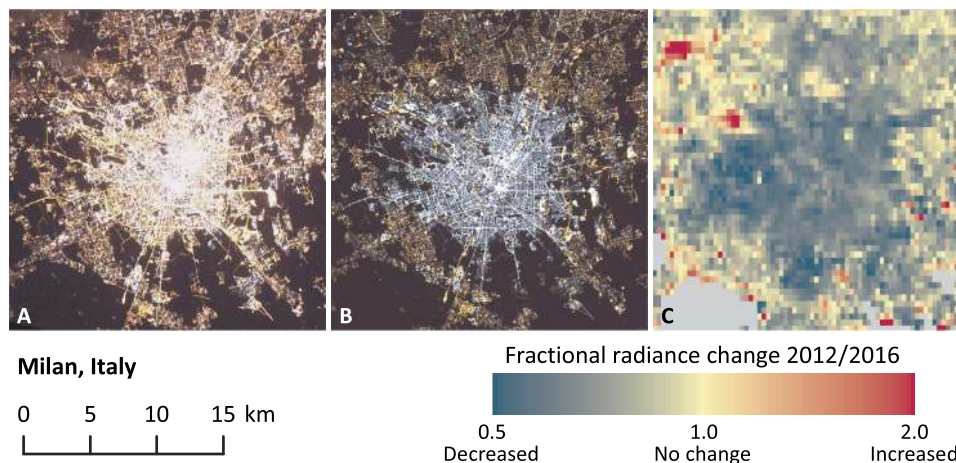 A
B
C
Milan, Italy
0 5 10 15 km
Fractional radiance change 2012/2016
0.5 1.0 2.0
Decreased No change Increased